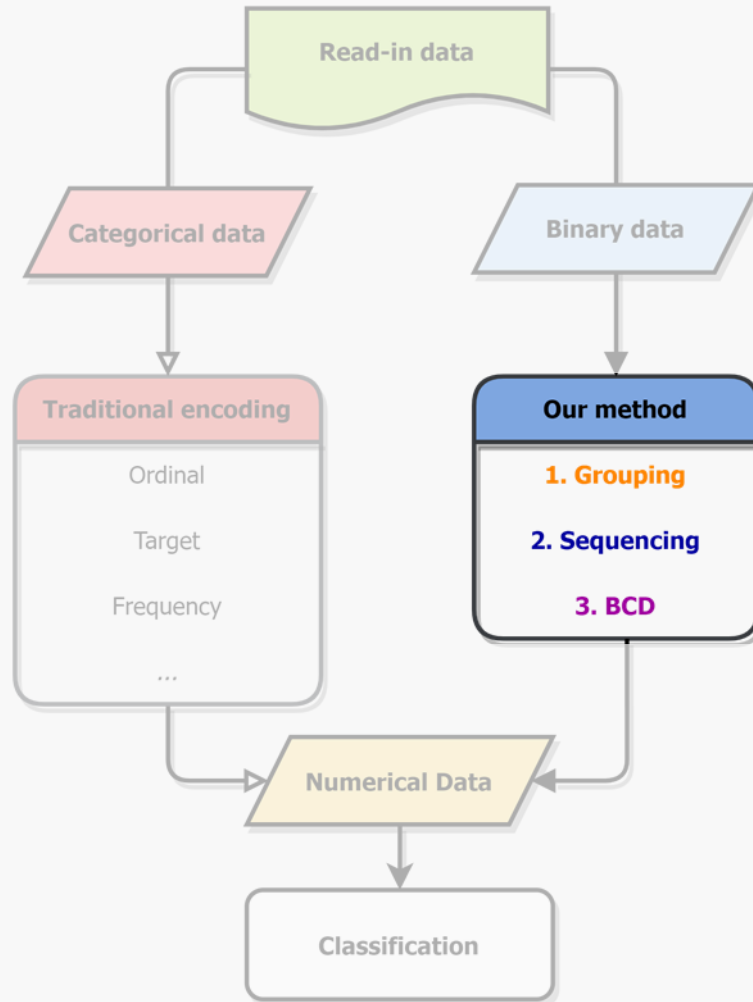 Read-in data
Categorical data
Binary data
Traditional encoding
Ordinal
Target
Frequency
...
Our method
1. Grouping
2. Sequencing
3. BCD
Numerical Data
Classification